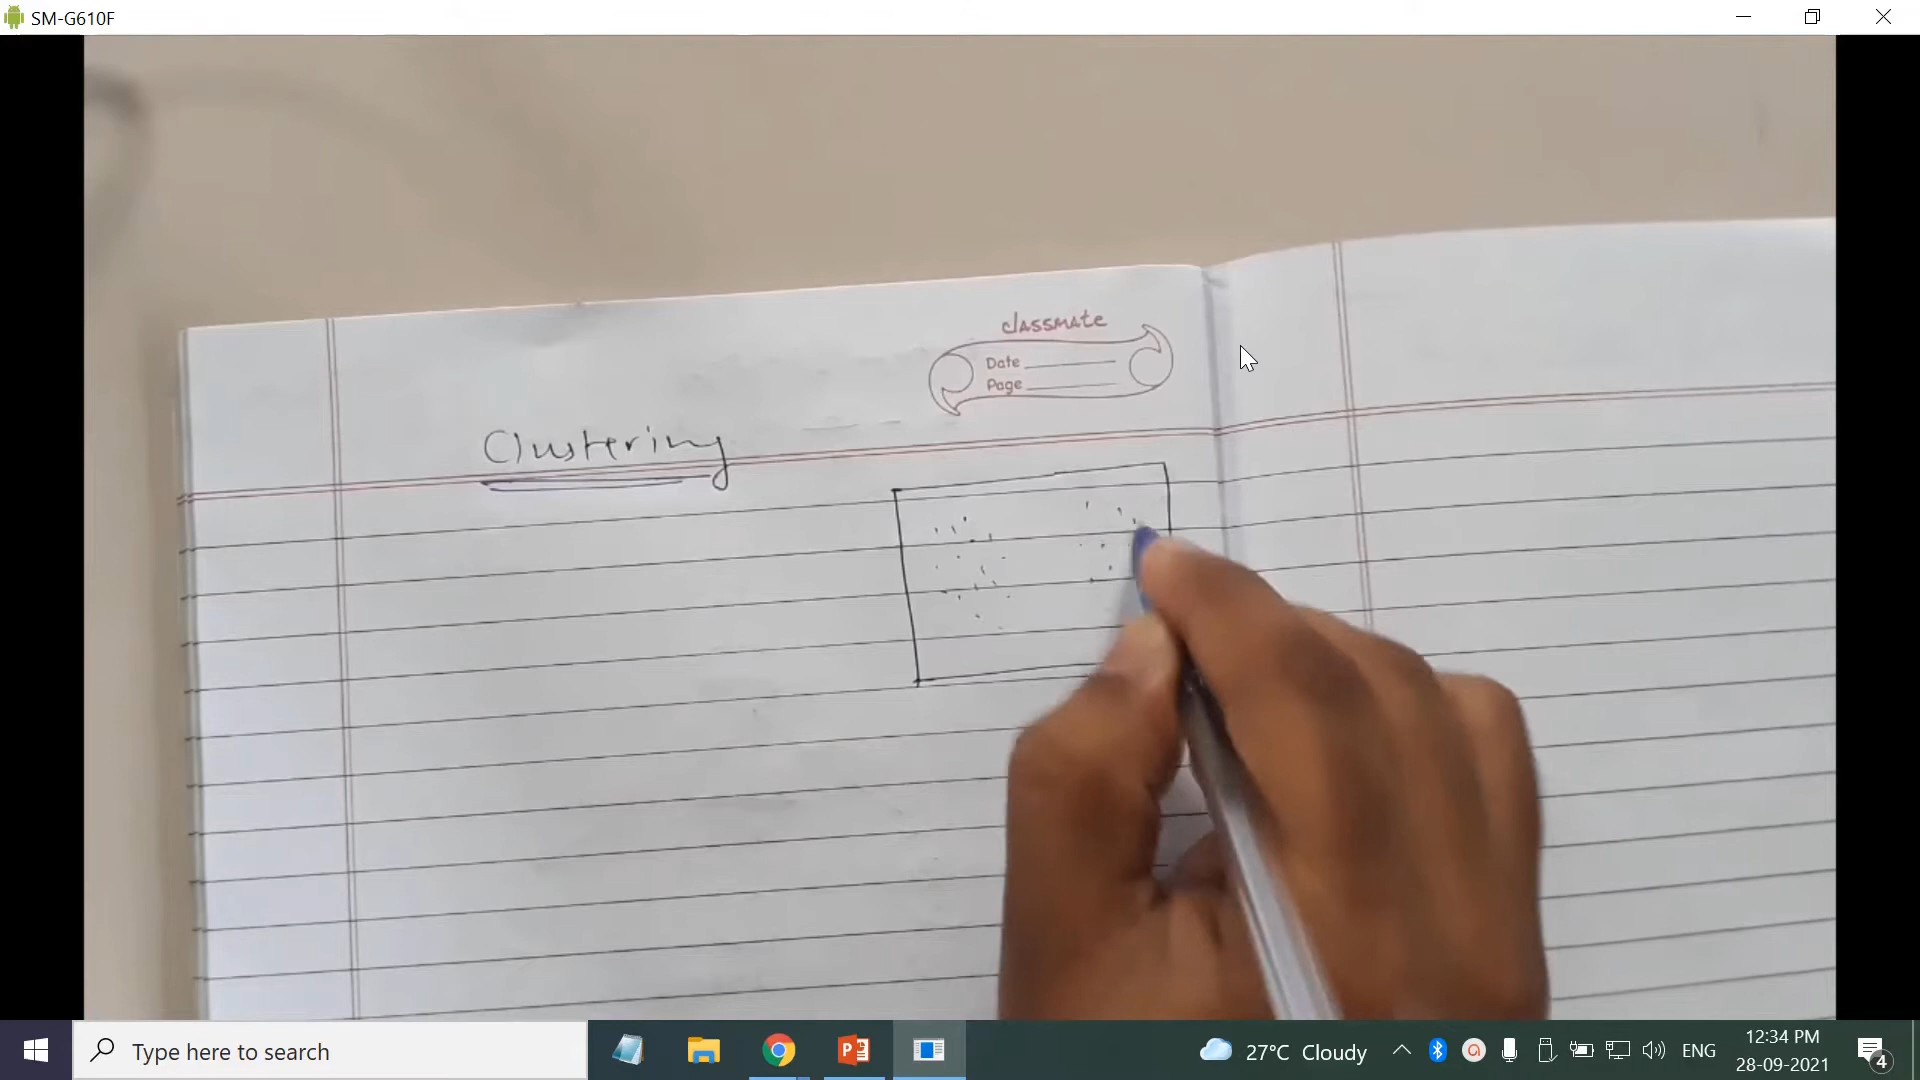 SM-G610F
classmate
Date
Page
Clustering
Type here to search
27°C Cloudy
ENG
12:34 PM
28-09-2021
4